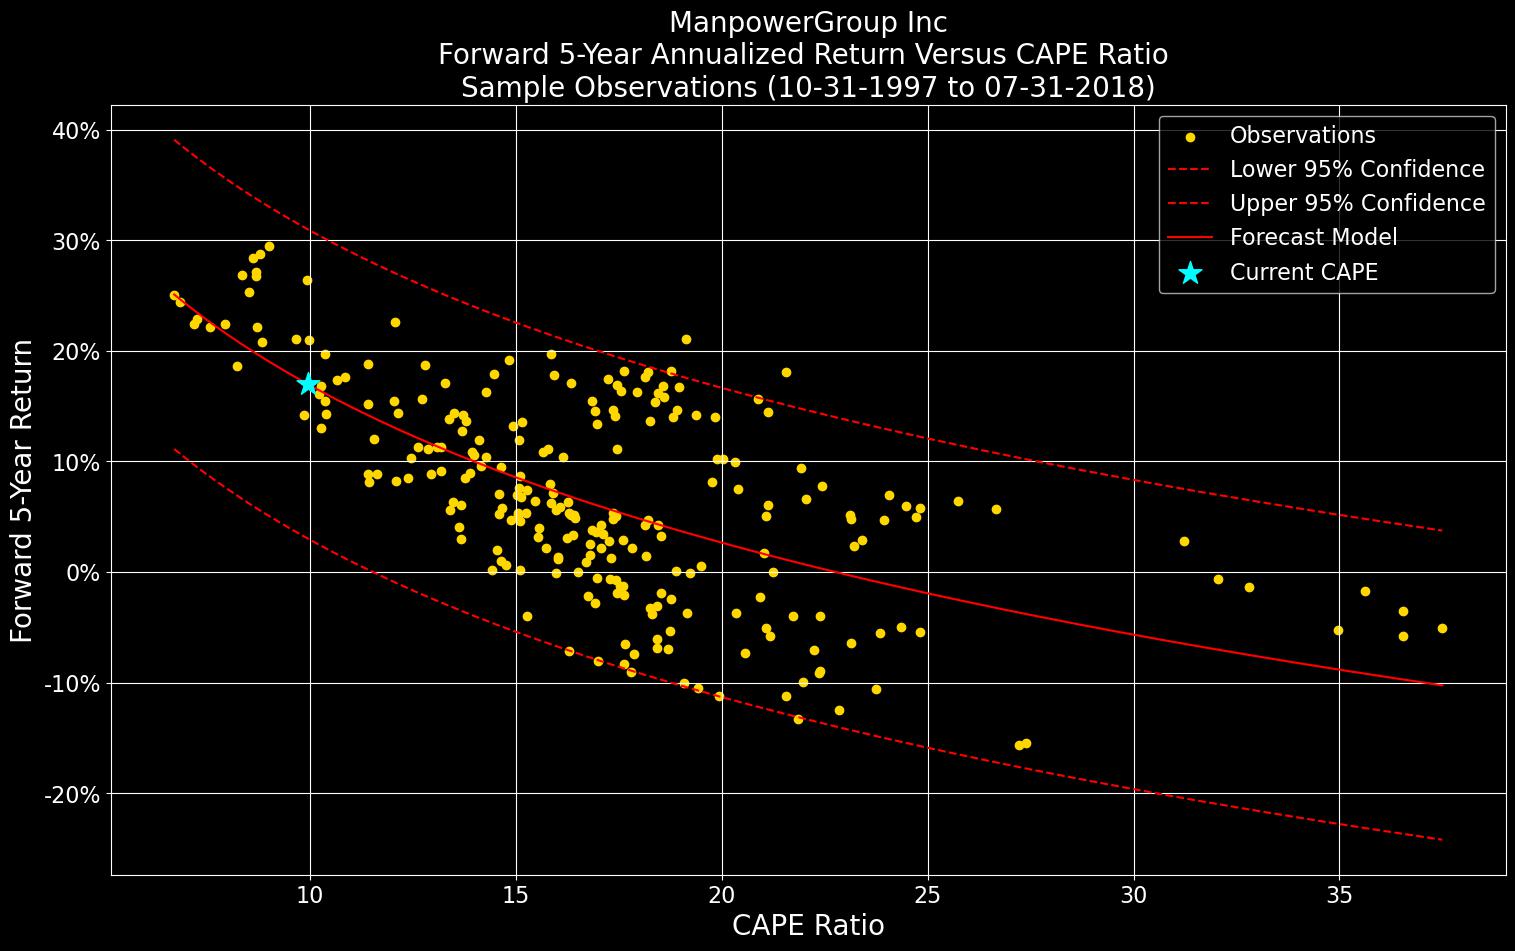 ManpowerGroup Inc
Forward 5-Year Annualized Return Versus CAPE Ratio
Sample Observations (10-31-1997 to 07-31-2018)
Observations
Lower 95% Confidence
Upper 95% Confidence
Forecast Model
Current CAPE
Forward 5-Year Return
40%
30%
20%
10%
0%
-10%
-20%
10 15 20 25 30 35
CAPE Ratio